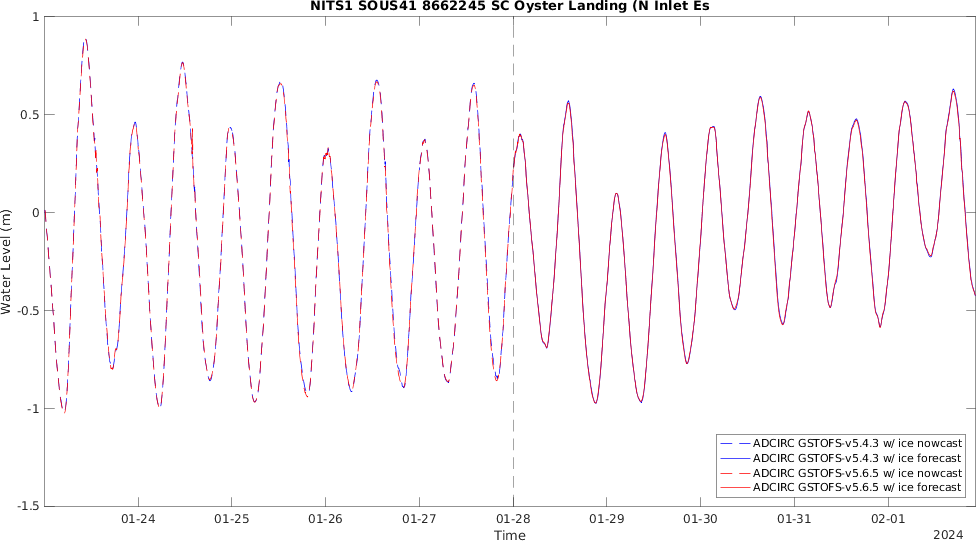 NITS1 SOUS41 8662245 SC Oyster Landing (N Inlet Es
1
0.5
0
-0.5
-1
-1.5
Water Level (m)
01-24 01-25 01-26 01-27 01-28 01-29 01-30 01-31 02-01
Time
2024
ADCIRC GSTOFS-v5.4.3 w/ ice nowcast
ADCIRC GSTOFS-v5.4.3 w/ ice forecast
ADCIRC GSTOFS-v5.6.5 w/ ice nowcast
ADCIRC GSTOFS-v5.6.5 w/ ice forecast